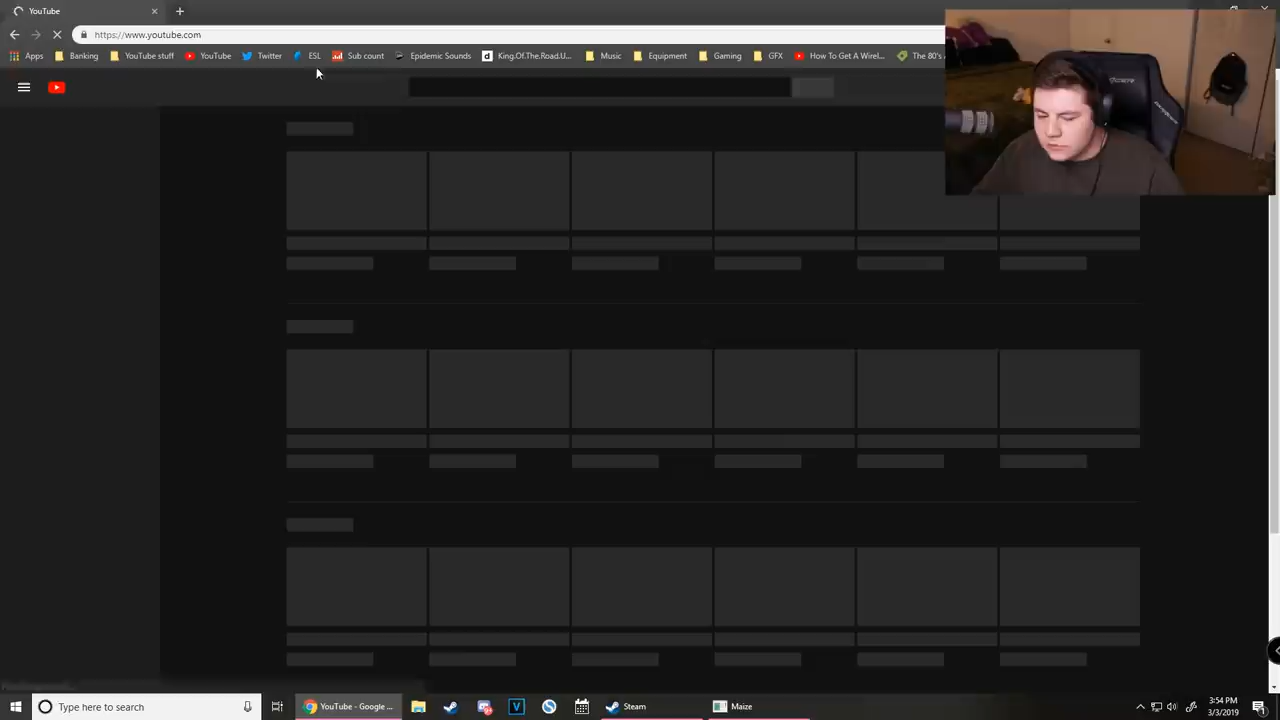 YouTube
https://www.youtube.com
Apps Banking YouTube stuff YouTube Twitter ESL Sub count Epidemic Sounds King.Of.The.Road.U... Music Equipment Gaming GFX How To Get A Wirel... The 80's
Type here to search
YouTube - Google ...
Steam
Maize
3:54 PM
3/3/2019